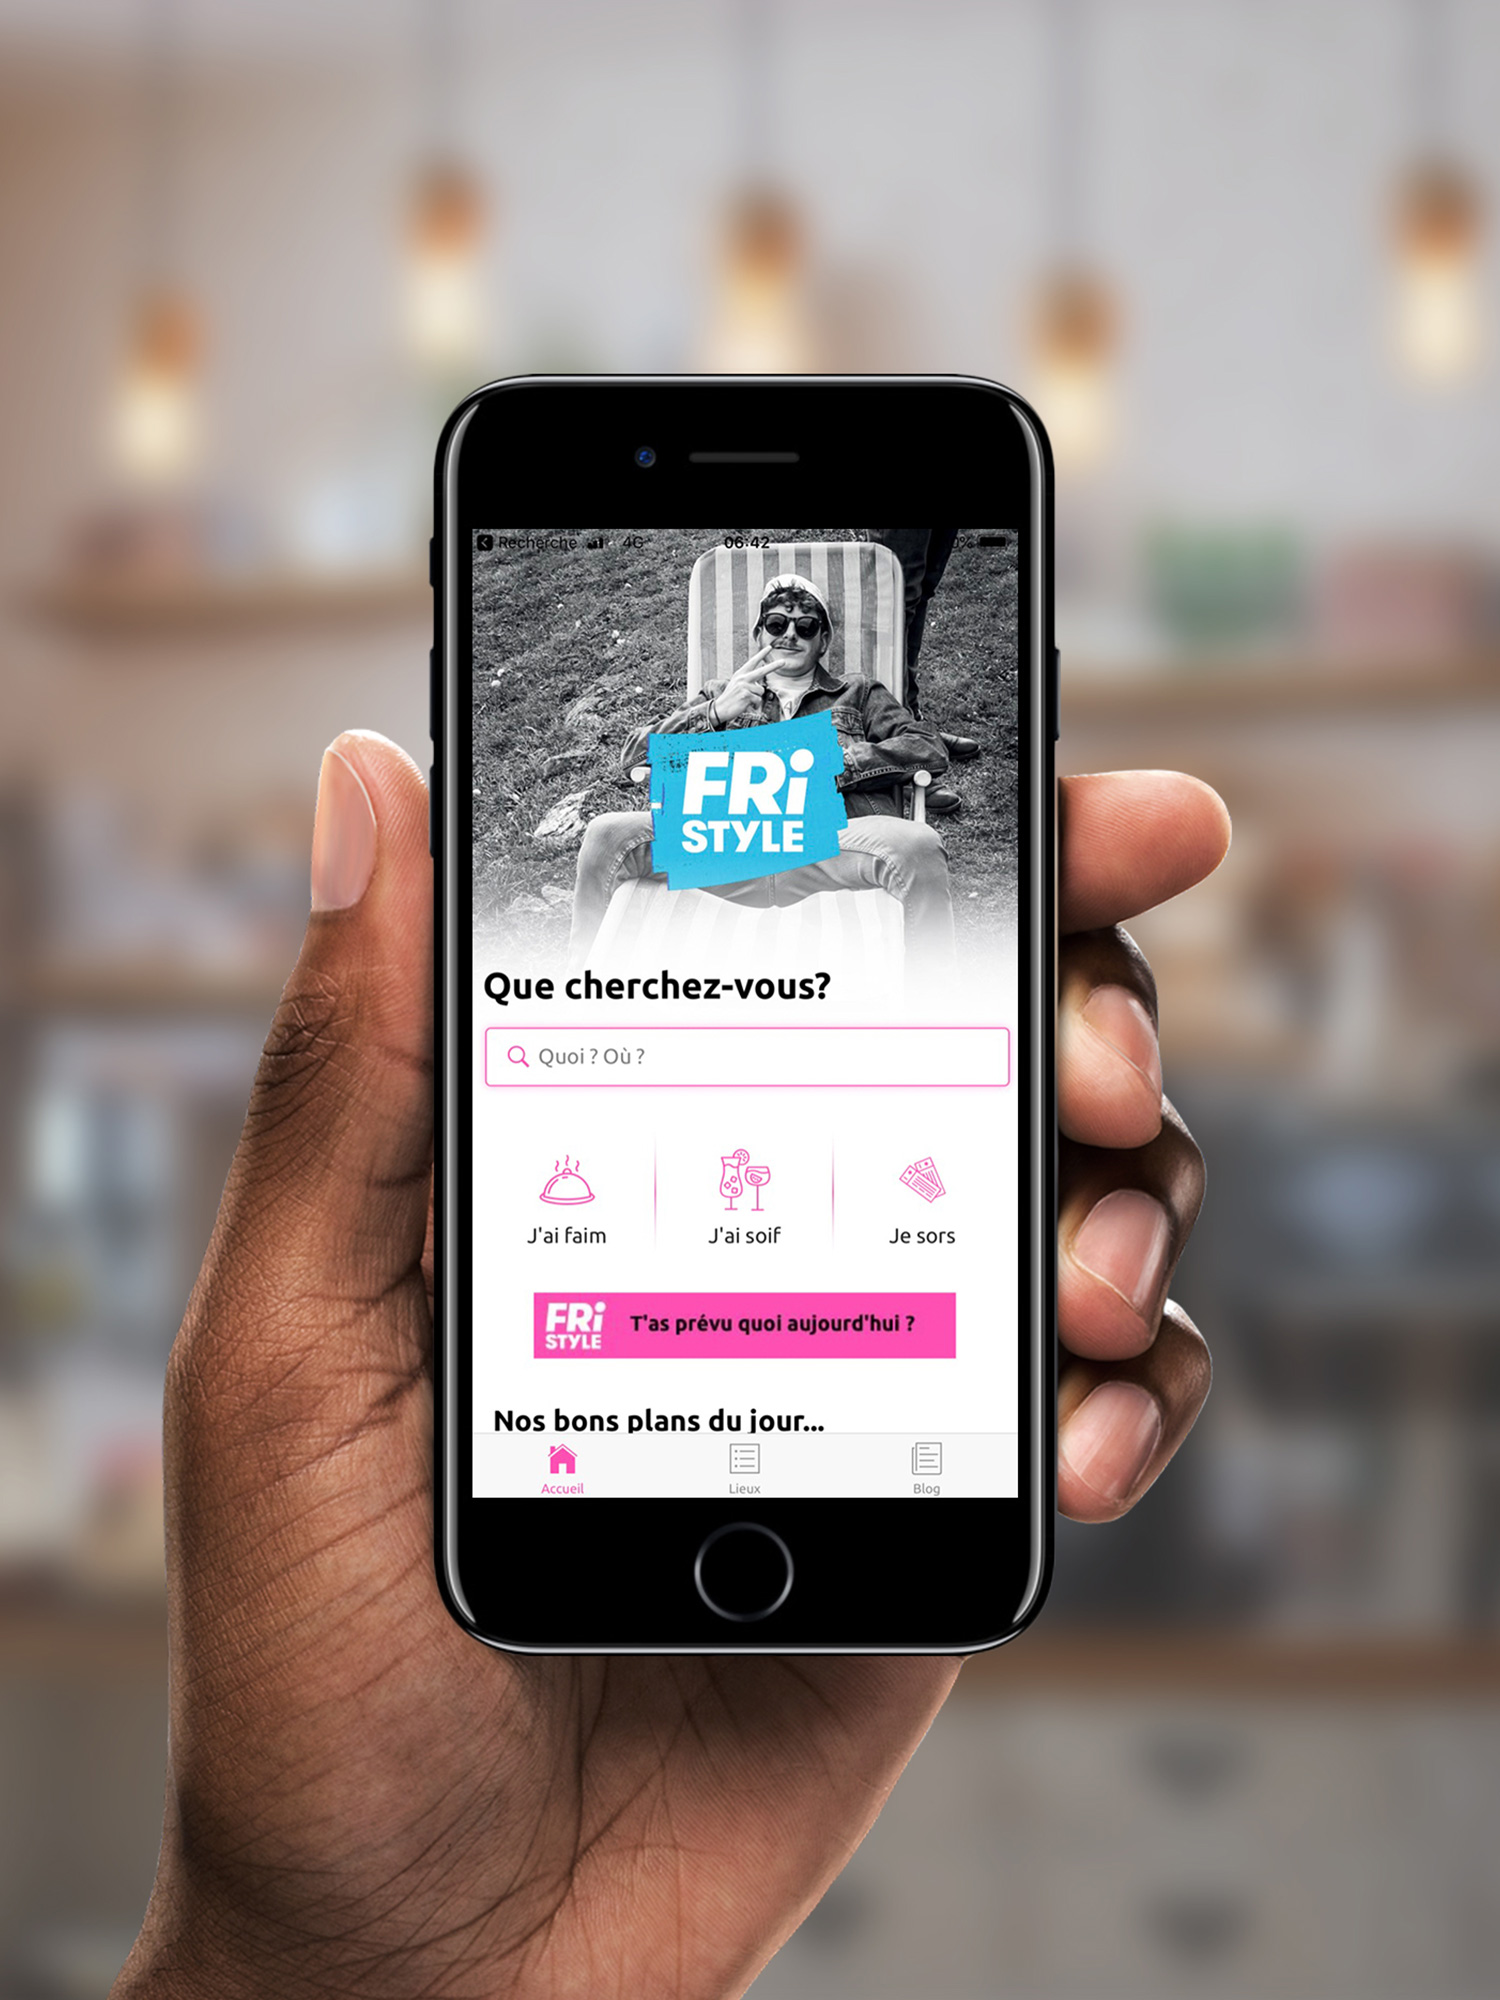 Recherche 4G 06:42
FRi
STYLE
Que cherchez-vous?
Quoi ? Où ?
J'ai faim J'ai soif Je sors
FRi
STYLE
T'as prévu quoi aujourd'hui ?
Nos bons plans du jour...
Accueil Lieux Blog